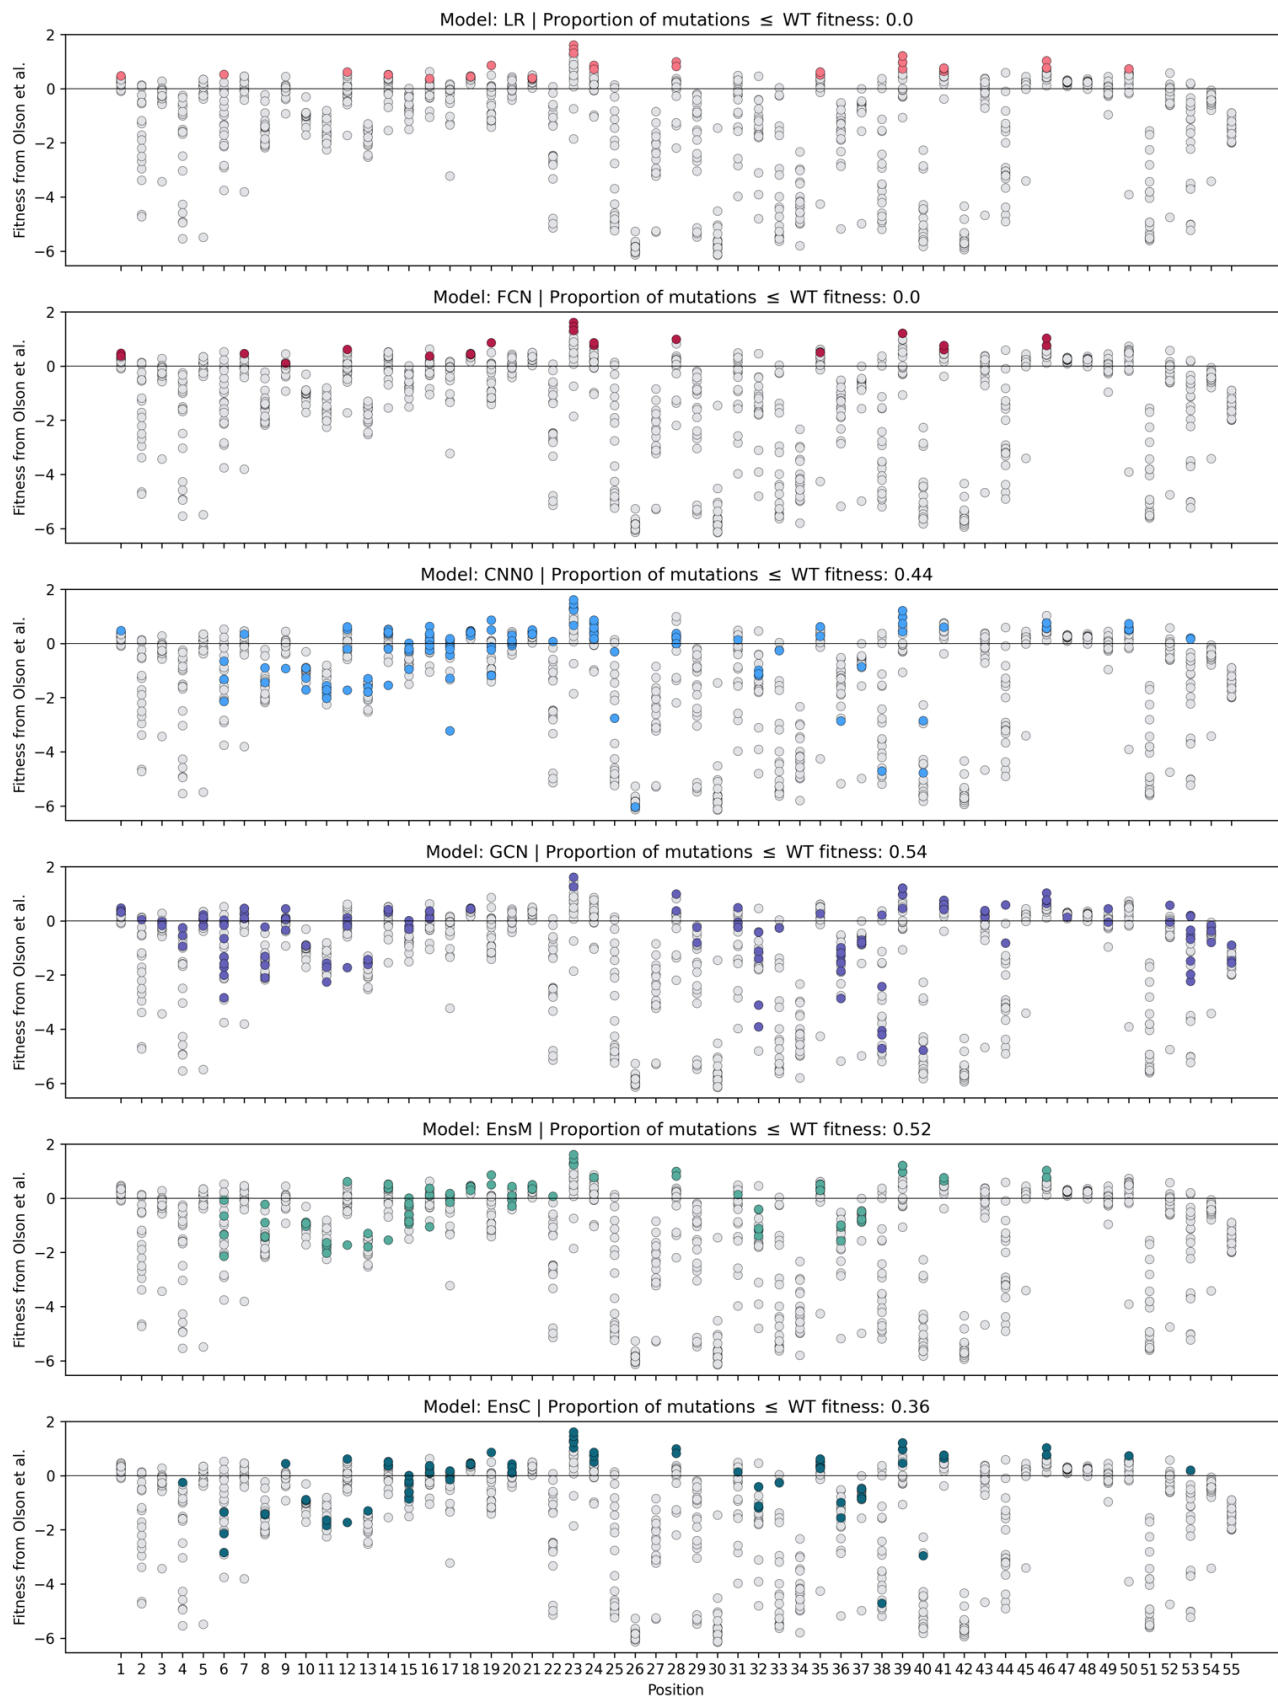 Model: LR | Proportion of mutations ≤ WT fitness: 0.0
Fitness from Olson et al.
2
0
−2
−4
−6
Model: FCN | Proportion of mutations ≤ WT fitness: 0.0
Fitness from Olson et al.
2
0
−2
−4
−6
Model: CNN0 | Proportion of mutations ≤ WT fitness: 0.44
Fitness from Olson et al.
2
0
−2
−4
−6
Model: GCN | Proportion of mutations ≤ WT fitness: 0.54
Fitness from Olson et al.
2
0
−2
−4
−6
Model: EnsM | Proportion of mutations ≤ WT fitness: 0.52
Fitness from Olson et al.
2
0
−2
−4
−6
Model: EnsC | Proportion of mutations ≤ WT fitness: 0.36
Fitness from Olson et al.
2
0
−2
−4
−6
1 2 3 4 5 6 7 8 9 10 11 12 13 14 15 16 17 18 19 20 21 22 23 24 25 26 27 28 29 30 31 32 33 34 35 36 37 38 39 40 41 42 43 44 45 46 47 48 49 50 51 52 53 54 55
Position